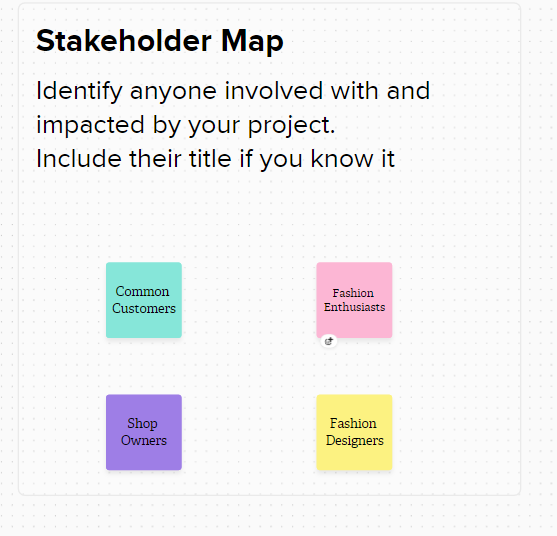 Stakeholder Map
Identify anyone involved with and
impacted by your project.
Include their title if you know it
Common
Customers
Fashion
Enthusiasts
Shop
Owners
Fashion
Designers